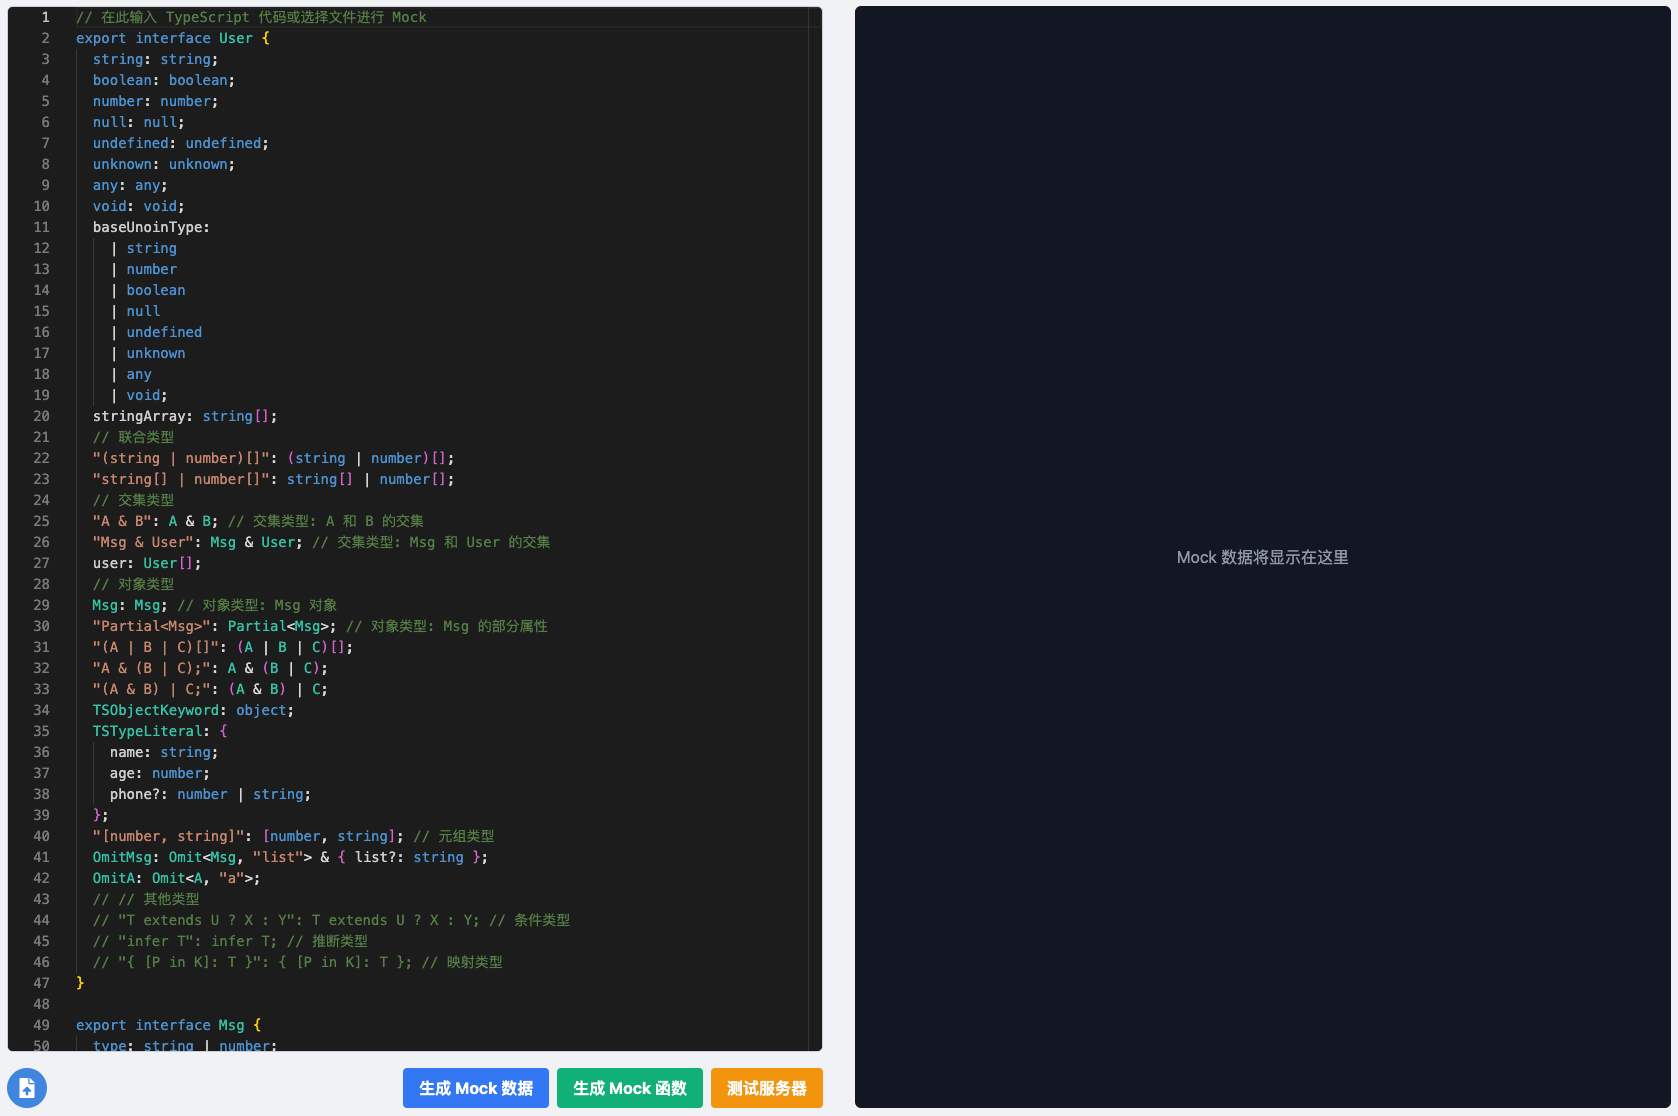 1 // 在此输入 TypeScript 代码或选择文件进行 Mock
2 export interface User {
3 string: string;
4 boolean: boolean;
5 number: number;
6 null: null;
7 undefined: undefined;
8 unknown: unknown;
9 any: any;
10 void: void;
11 baseUnoinType:
12 | string
13 | number
14 | boolean
15 | null
16 | undefined
17 | unknown
18 | any
19 | void;
20 stringArray: string[];
21 // 联合类型
22 "(string | number)[]": (string | number)[];
23 "string[] | number[]": string[] | number[];
24 // 交集类型
25 "A & B": A & B; // 交集类型: A 和 B 的交集
26 "Msg & User": Msg & User; // 交集类型: Msg 和 User 的交集
27 user: User[];
28 // 对象类型
29 Msg: Msg; // 对象类型: Msg 对象
30 "Partial<Msg>": Partial<Msg>; // 对象类型: Msg 的部分属性
31 "(A | B | C)[]": (A | B | C)[];
32 "A & (B | C);": A & (B | C);
33 "(A & B) | C;": (A & B) | C;
34 TSObjectKeyword: object;
35 TSTypeLiteral: {
36 name: string;
37 age: number;
38 phone?: number | string;
39 };
40 "[number, string]": [number, string]; // 元组类型
41 OmitMsg: Omit<Msg, "list"> & { list?: string };
42 OmitA: Omit<A, "a">;
43 // // 其他类型
44 // "T extends U ? X : Y": T extends U ? X : Y; // 条件类型
45 // "infer T": infer T; // 推断类型
46 // "{ [P in K]: T }": { [P in K]: T }; // 映射类型
47 }
48
49 export interface Msg {
50 type: string | number;
生成 Mock 数据
生成 Mock 函数
测试服务器
Mock 数据将显示在这里